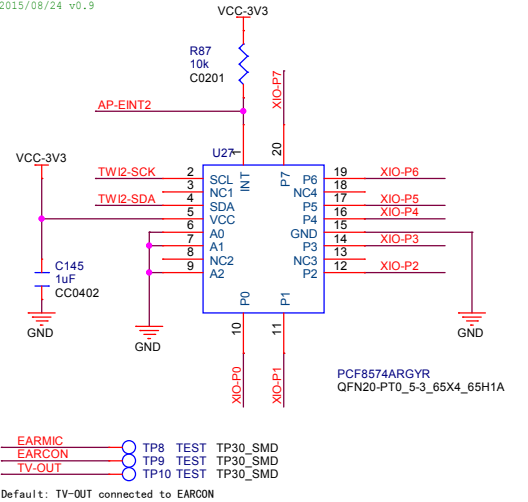 2015/08/24 v0.9
VCC-3V3
R87
10k
C0201
XIO-P7
AP-EINT2
U27
1
20
VCC-3V3
TWI2-SCK 2 SCL INT P7 P6 19 XIO-P6
3 NC1 NC4 18
TWI2-SDA 4 SDA P5 17 XIO-P5
5 VCC P4 16 XIO-P4
6 A0 GND 15
7 A1 P3 14 XIO-P3
8 NC2 NC3 13
9 A2 P2 12 XIO-P2
P0 P1
C145
1uF
CC0402
10 11
GND
GND
GND
XIO-P0 XIO-P1
PCF8574ARGYR
QFN20-PT0_5-3_65X4_65H1A
EARMIC TP8 TEST TP30_SMD
EARCON TP9 TEST TP30_SMD
TV-OUT TP10 TEST TP30_SMD
Default: TV-OUT connected to EARCON